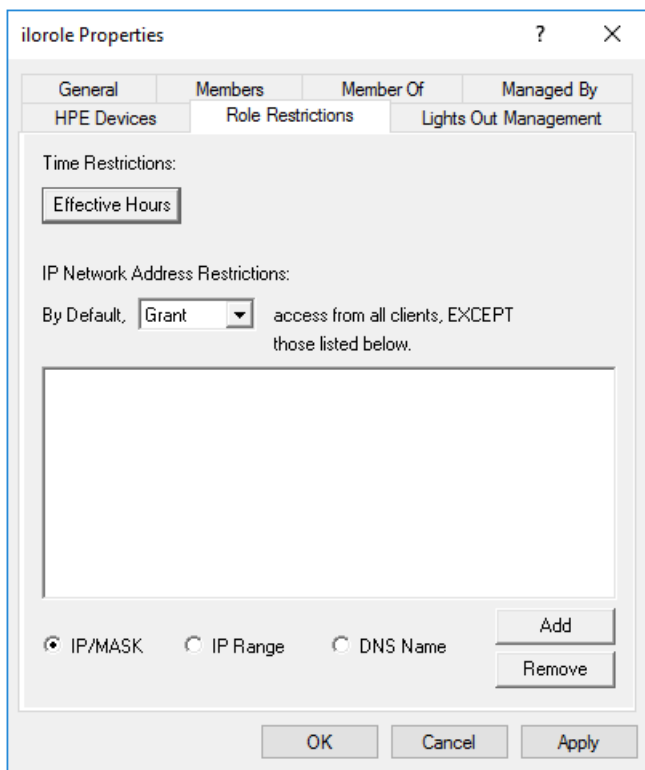 ilorole Properties
?
General Members Member Of Managed By
HPE Devices Role Restrictions Lights Out Management
Time Restrictions:
Effective Hours
IP Network Address Restrictions:
By Default, Grant access from all clients, EXCEPT
those listed below.
IP/MASK IP Range DNS Name
Add
Remove
OK Cancel Apply